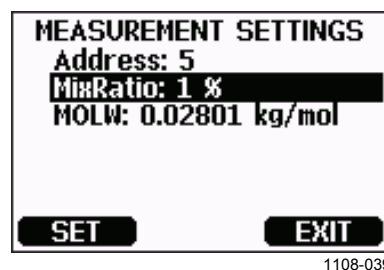 MEASUREMENT SETTINGS
Address: 5
MixRatio: 1 %
MOLW: 0.02801 kg/mol
SET EXIT
1108-039